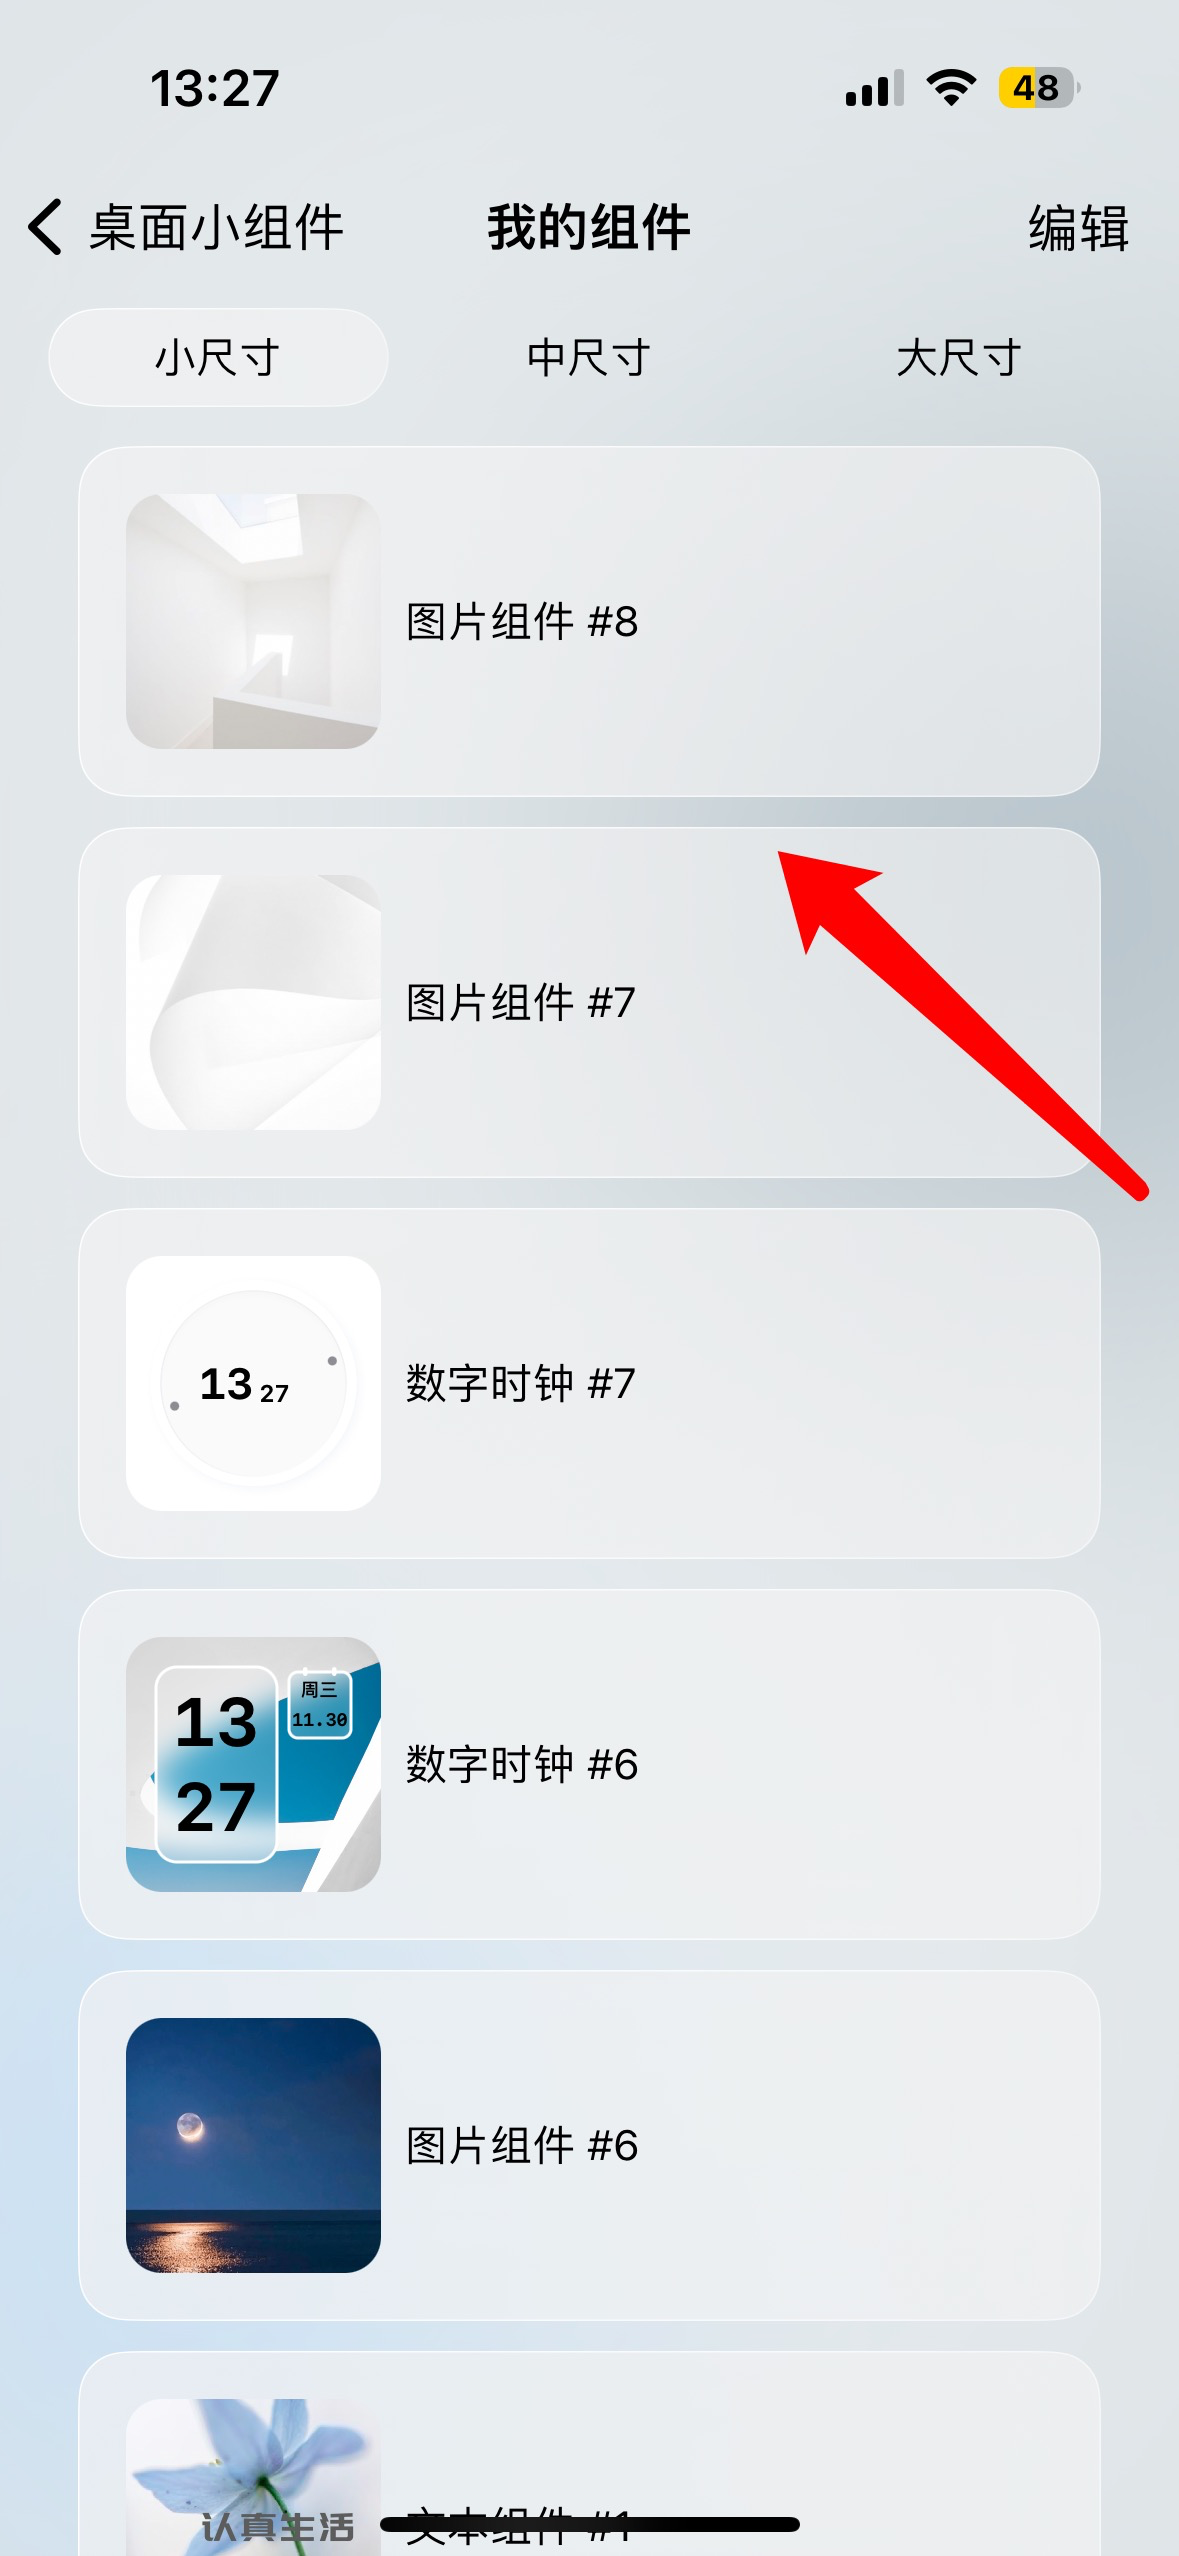 13:27
48
桌面小组件
我的组件
编辑
小尺寸
中尺寸
大尺寸
图片组件 #8
图片组件 #7
13 27
数字时钟 #7
13
27
周三
11.30
数字时钟 #6
图片组件 #6
认真生活
文本组件 #1